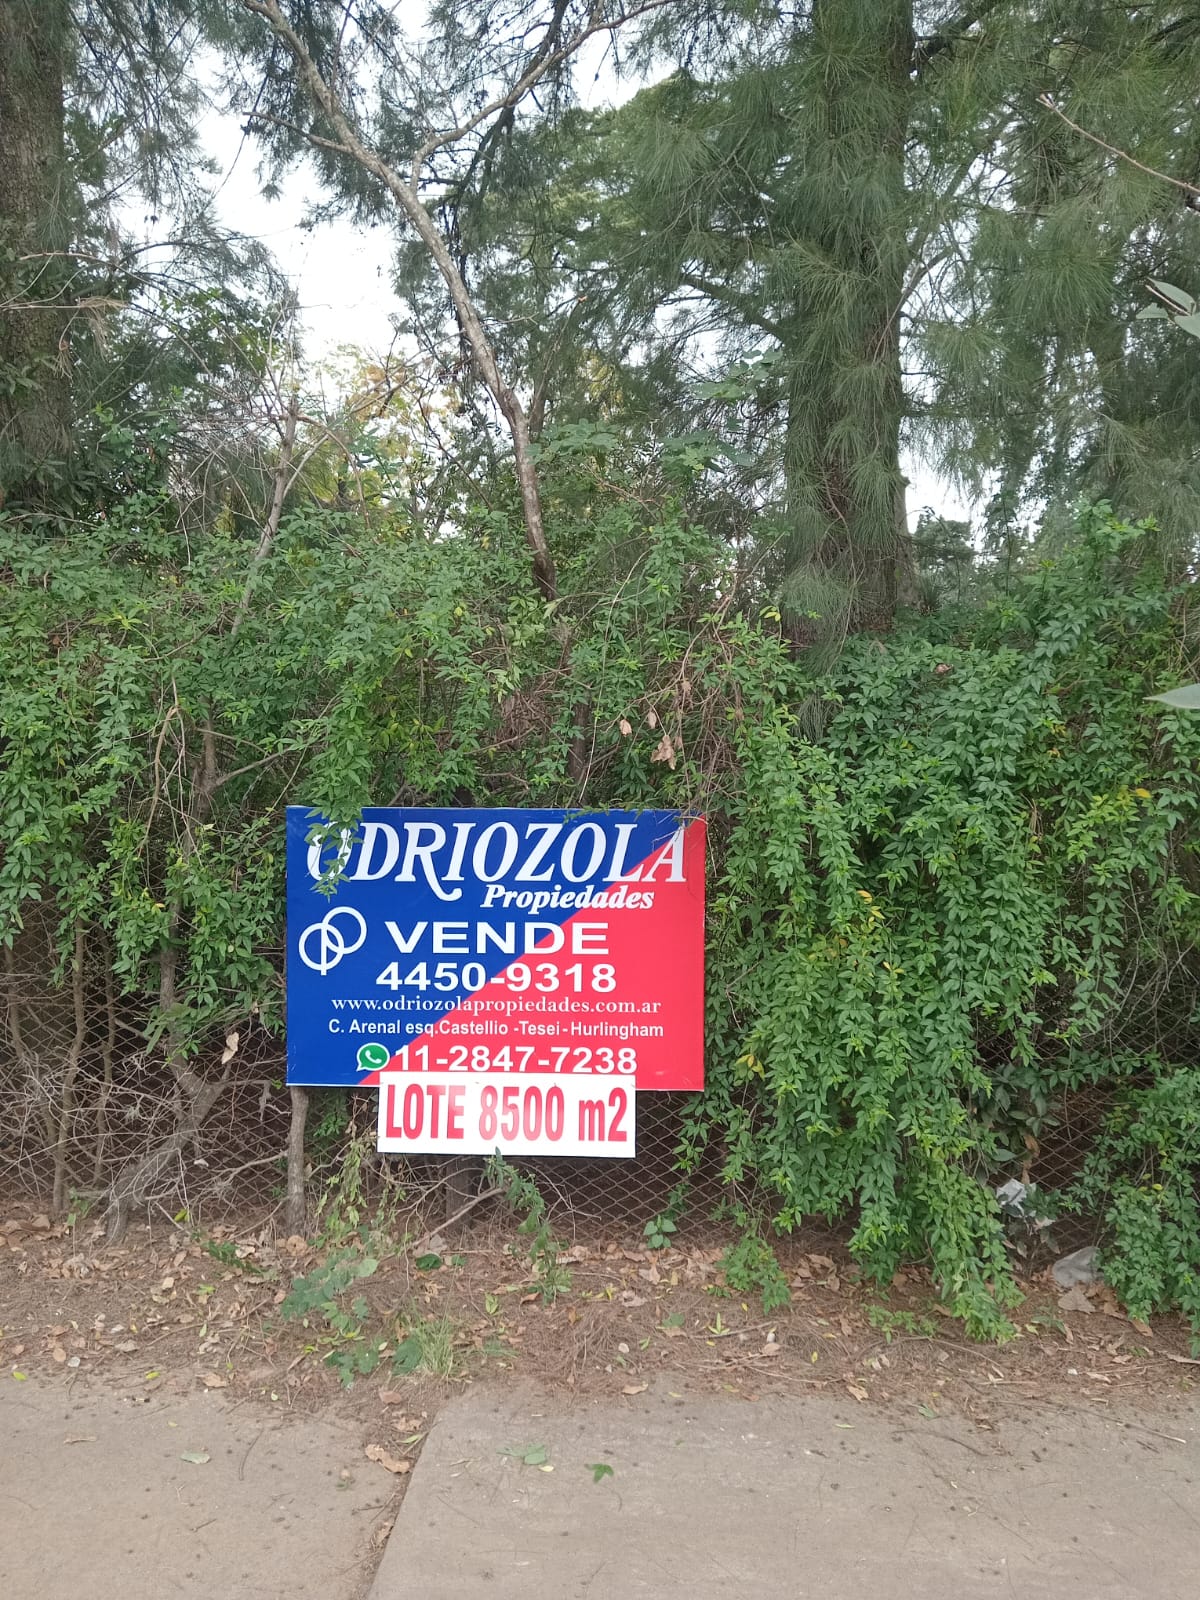 ODRIOZOLA
Propiedades
VENDE
4450-9318
www.odriozolapropiedades.com.ar
C. Arenal esq.Castellio -Tesei-Hurlingham
11-2847-7238
LOTE 8500 m2